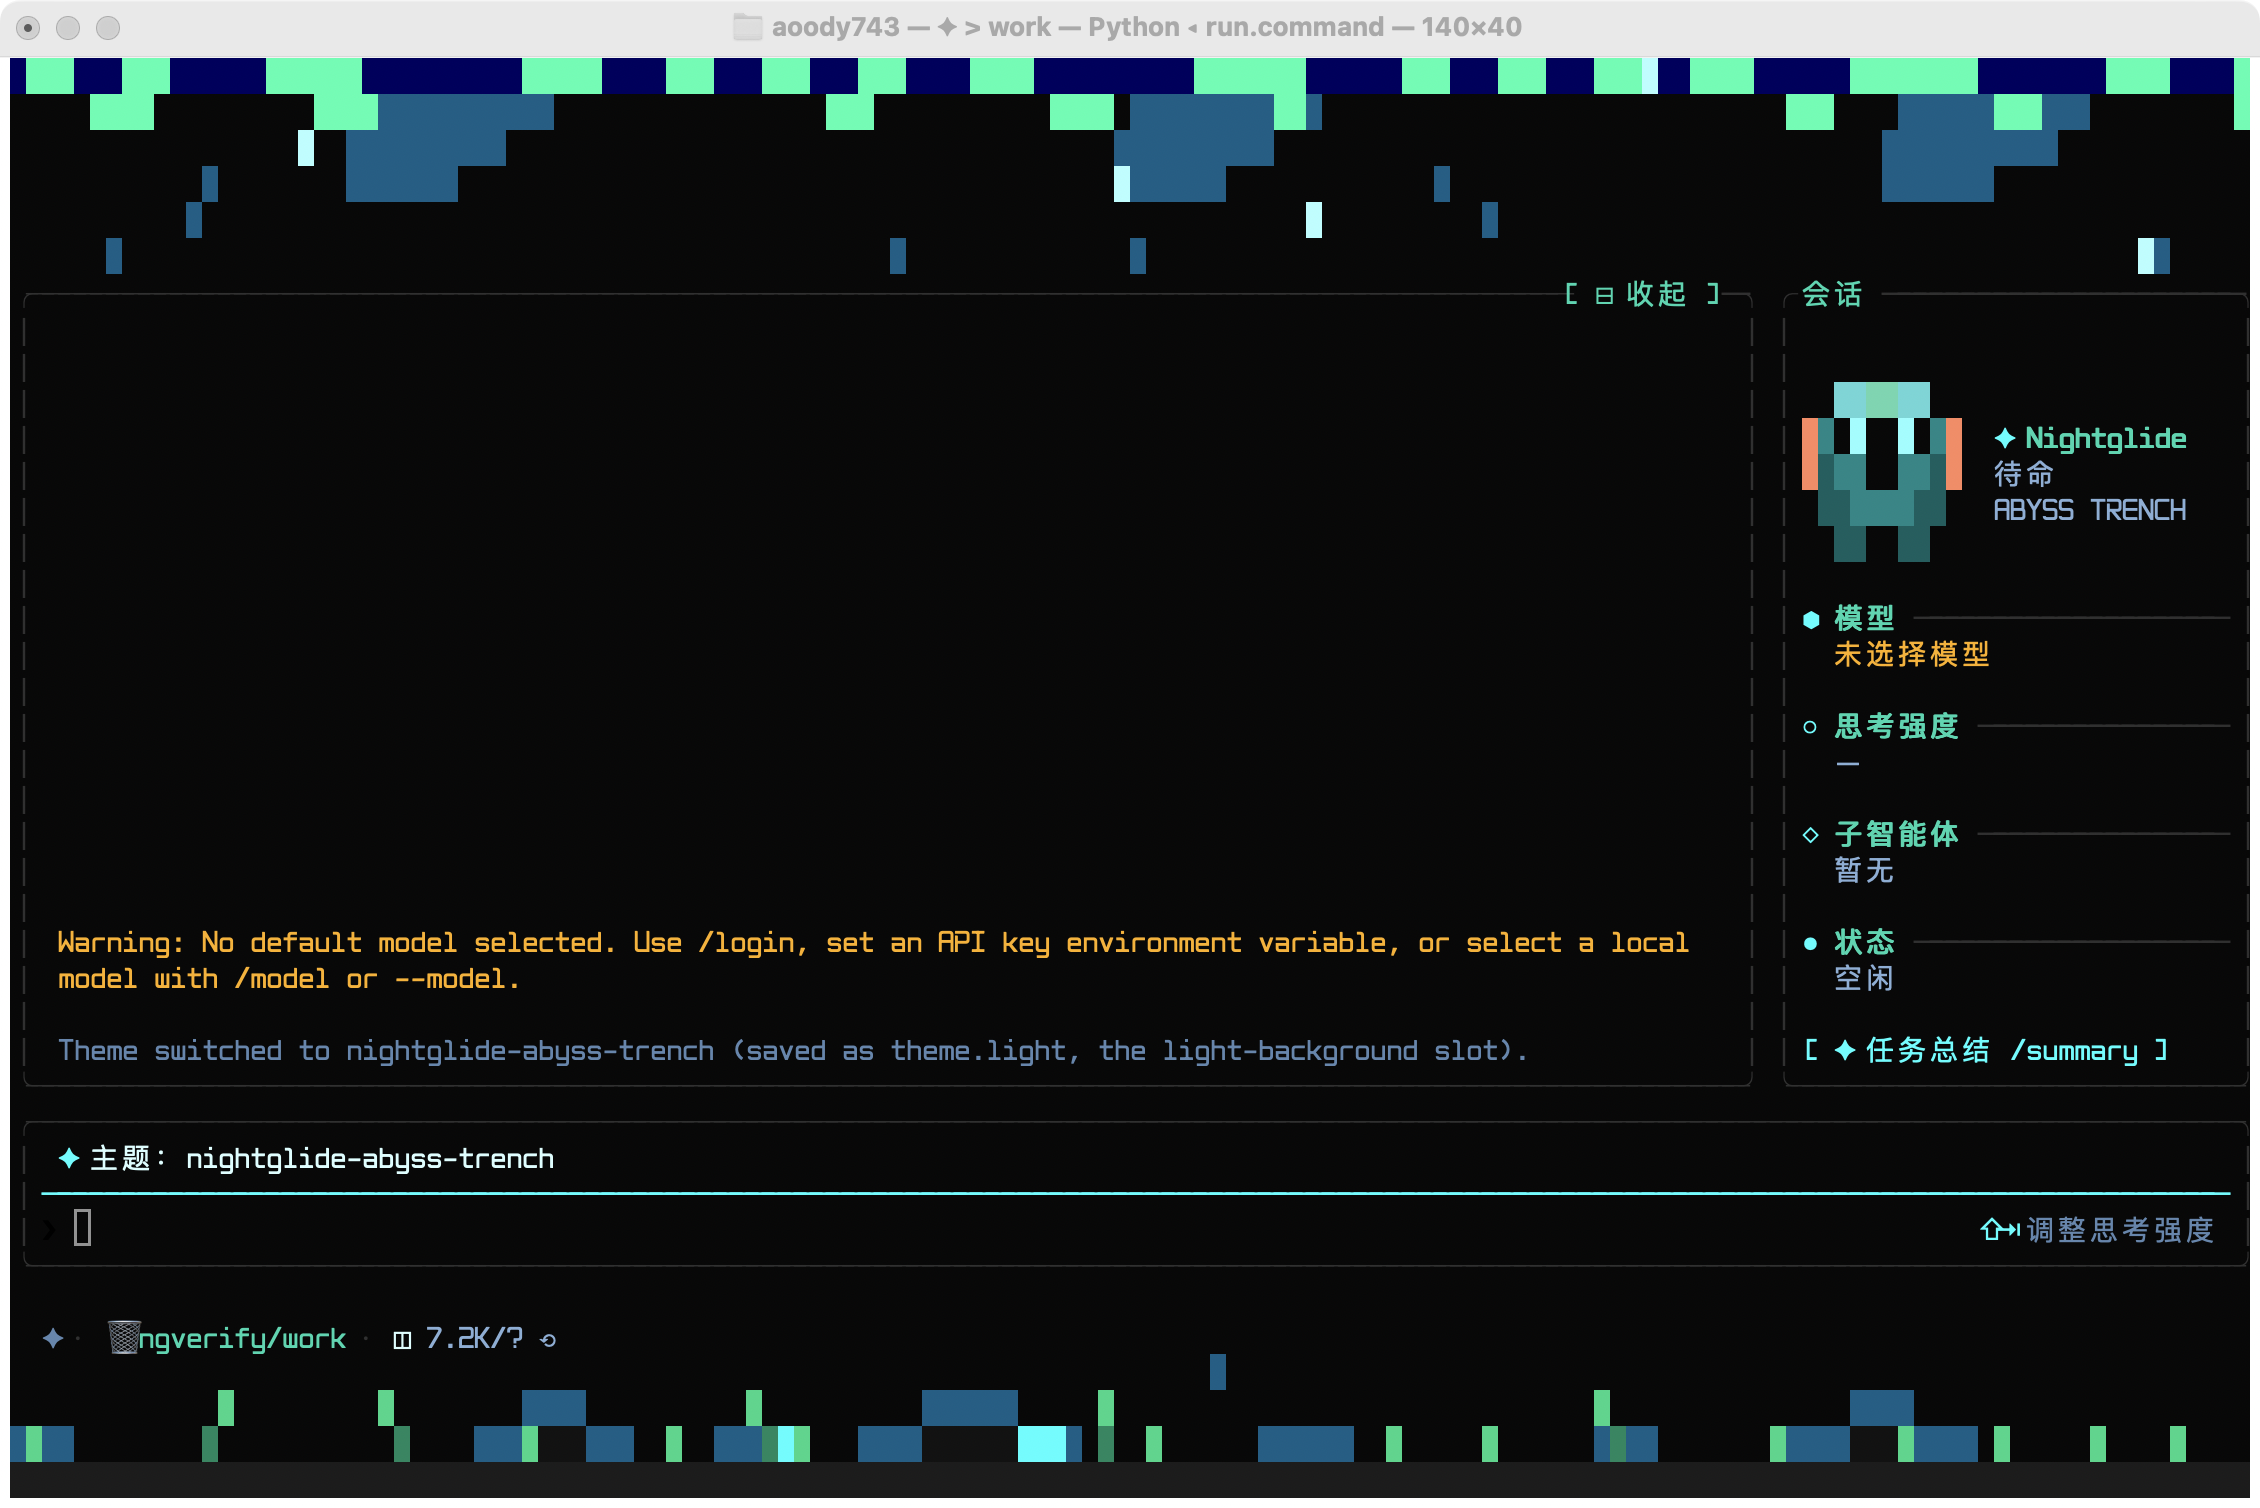 aoody743 — ✦ > work — Python ◂ run.command — 140×40
[ ⊟ 收起 ]
会话
✦ Nightglide
待命
ABYSS TRENCH
⬢ 模型
未选择模型
○ 思考强度
—
◇ 子智能体
暂无
● 状态
空闲
[ ✦ 任务总结 /summary ]
Warning: No default model selected. Use /login, set an API key environment variable, or select a local
model with /model or --model.
Theme switched to nightglide-abyss-trench (saved as theme.light, the light-background slot).
✦ 主题: nightglide-abyss-trench
›
⇧⇥ 调整思考强度
✦ · 🗑ngverify/work · ◫ 7.2K/? ⟲